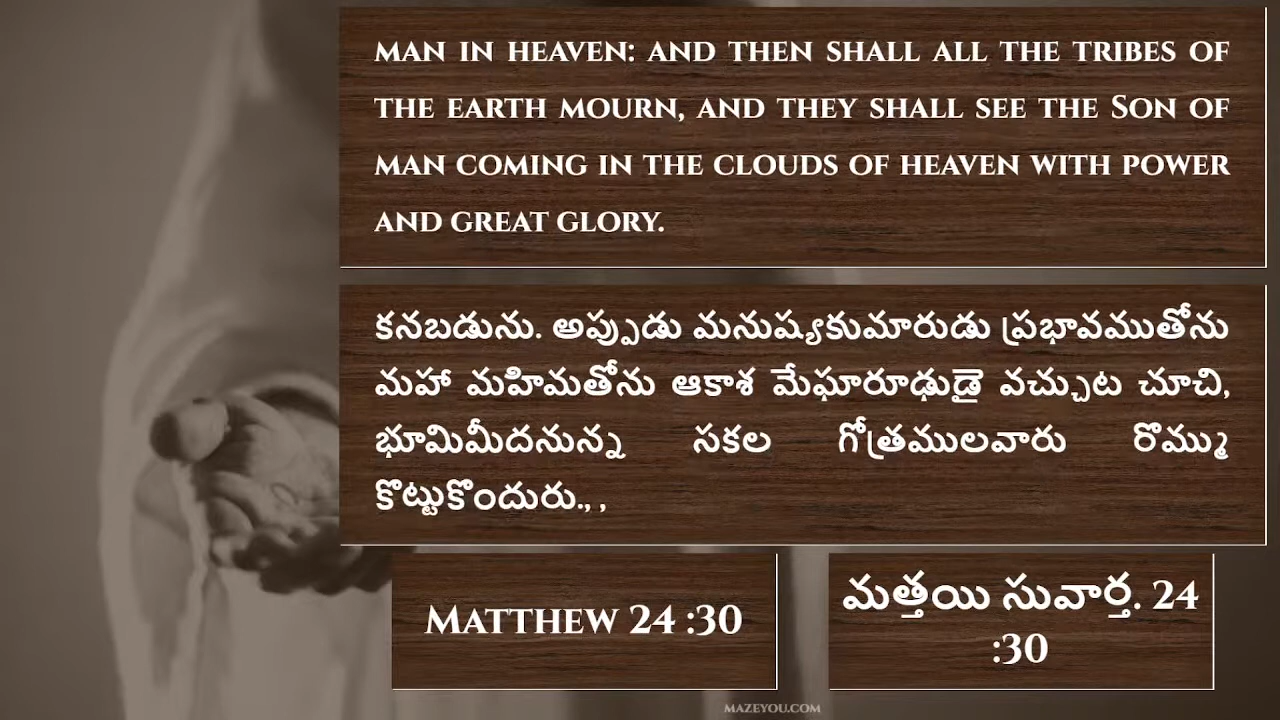 MAN IN HEAVEN: AND THEN SHALL ALL THE TRIBES OF
THE EARTH MOURN, AND THEY SHALL SEE THE SON OF
MAN COMING IN THE CLOUDS OF HEAVEN WITH POWER
AND GREAT GLORY.
కనబడును. అప్పుడు మనుష్యకుమారుడు ప్రభావముతోను
మహా మహిమతోను ఆకాశ మేఘారూఢుడై వచ్చుట చూచి,
భూమిమీదనున్న సకల గోత్రములవారు రొమ్ము
కొట్టుకొందురు., ,
MATTHEW 24 :30
మత్తయి సువార్త. 24
:30
MAZEYOU.COM